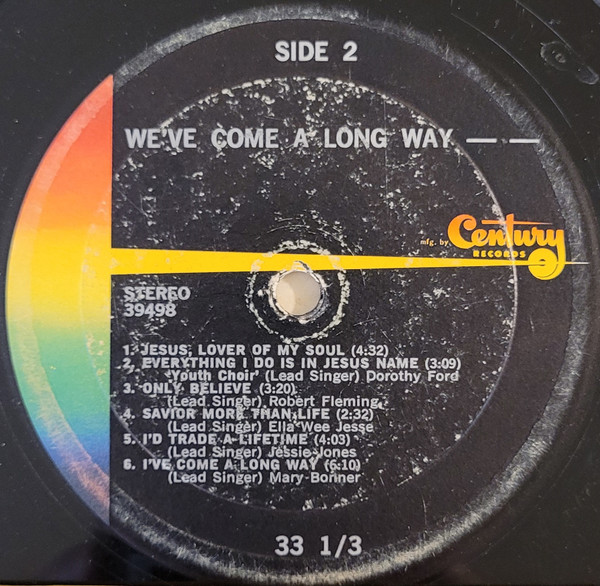 SIDE 2
WE'VE COME A LONG WAY — —
mfg. by Century
RECORDS
STEREO
39498
1. JESUS, LOVER OF MY SOUL (4:32)
2. EVERYTHING I DO IS IN JESUS NAME (3:09)
'Youth Choir' (Lead Singer) Dorothy Ford
3. ONLY BELIEVE (3:20)
(Lead Singer) Robert Fleming
4. SAVIOR MORE THAN LIFE (2:32)
(Lead Singer) Ella Wee Jesse
5. I'D TRADE A LIFETIME (4:03)
(Lead Singer) Jessie Jones
6. I'VE COME A LONG WAY (6:10)
(Lead Singer) Mary Bonner
33 1/3